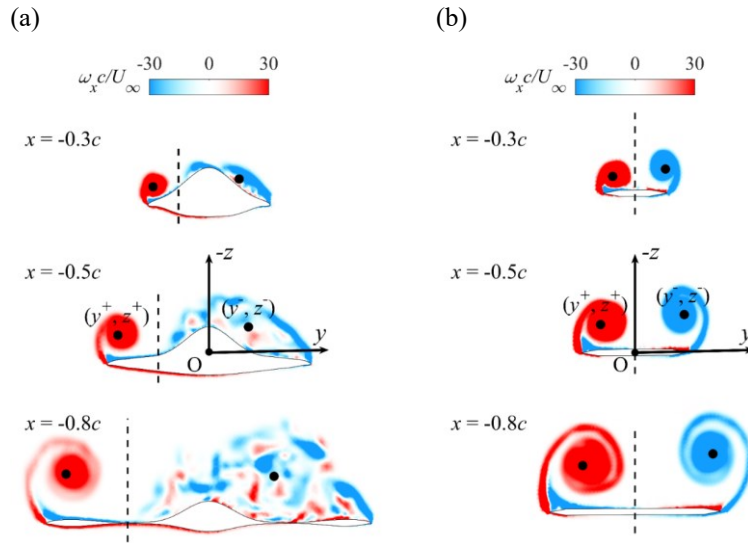 (a)
-30 0 30
ω_x c/U_∞
x = -0.3c
x = -0.5c
-z
(y⁺, z⁺)
(y⁻, z⁻)
y
O
x = -0.8c
(b)
-30 0 30
ω_x c/U_∞
x = -0.3c
x = -0.5c
-z
(y⁺, z⁺)
(y⁻, z⁻)
y
O
x = -0.8c